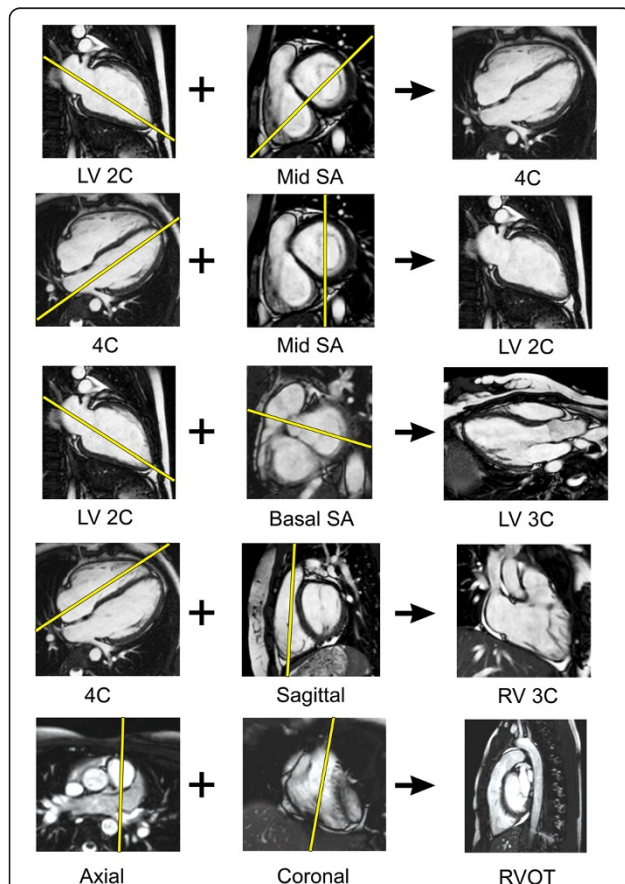 LV 2C + Mid SA → 4C
4C + Mid SA → LV 2C
LV 2C + Basal SA → LV 3C
4C + Sagittal → RV 3C
Axial + Coronal → RVOT